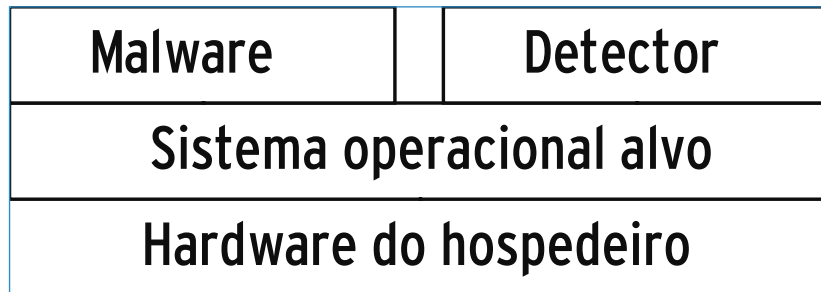 Malware
Detector
Sistema operacional alvo
Hardware do hospedeiro